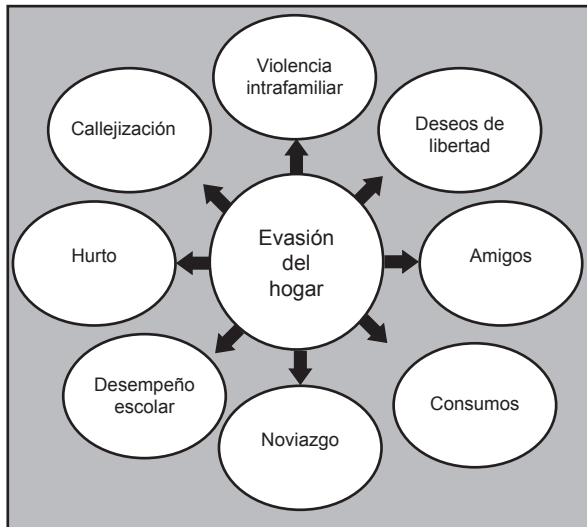 Violencia
intrafamiliar
Callejización
Deseos de
libertad
Hurto
Evasión
del
hogar
Amigos
Desempeño
escolar
Consumos
Noviazgo